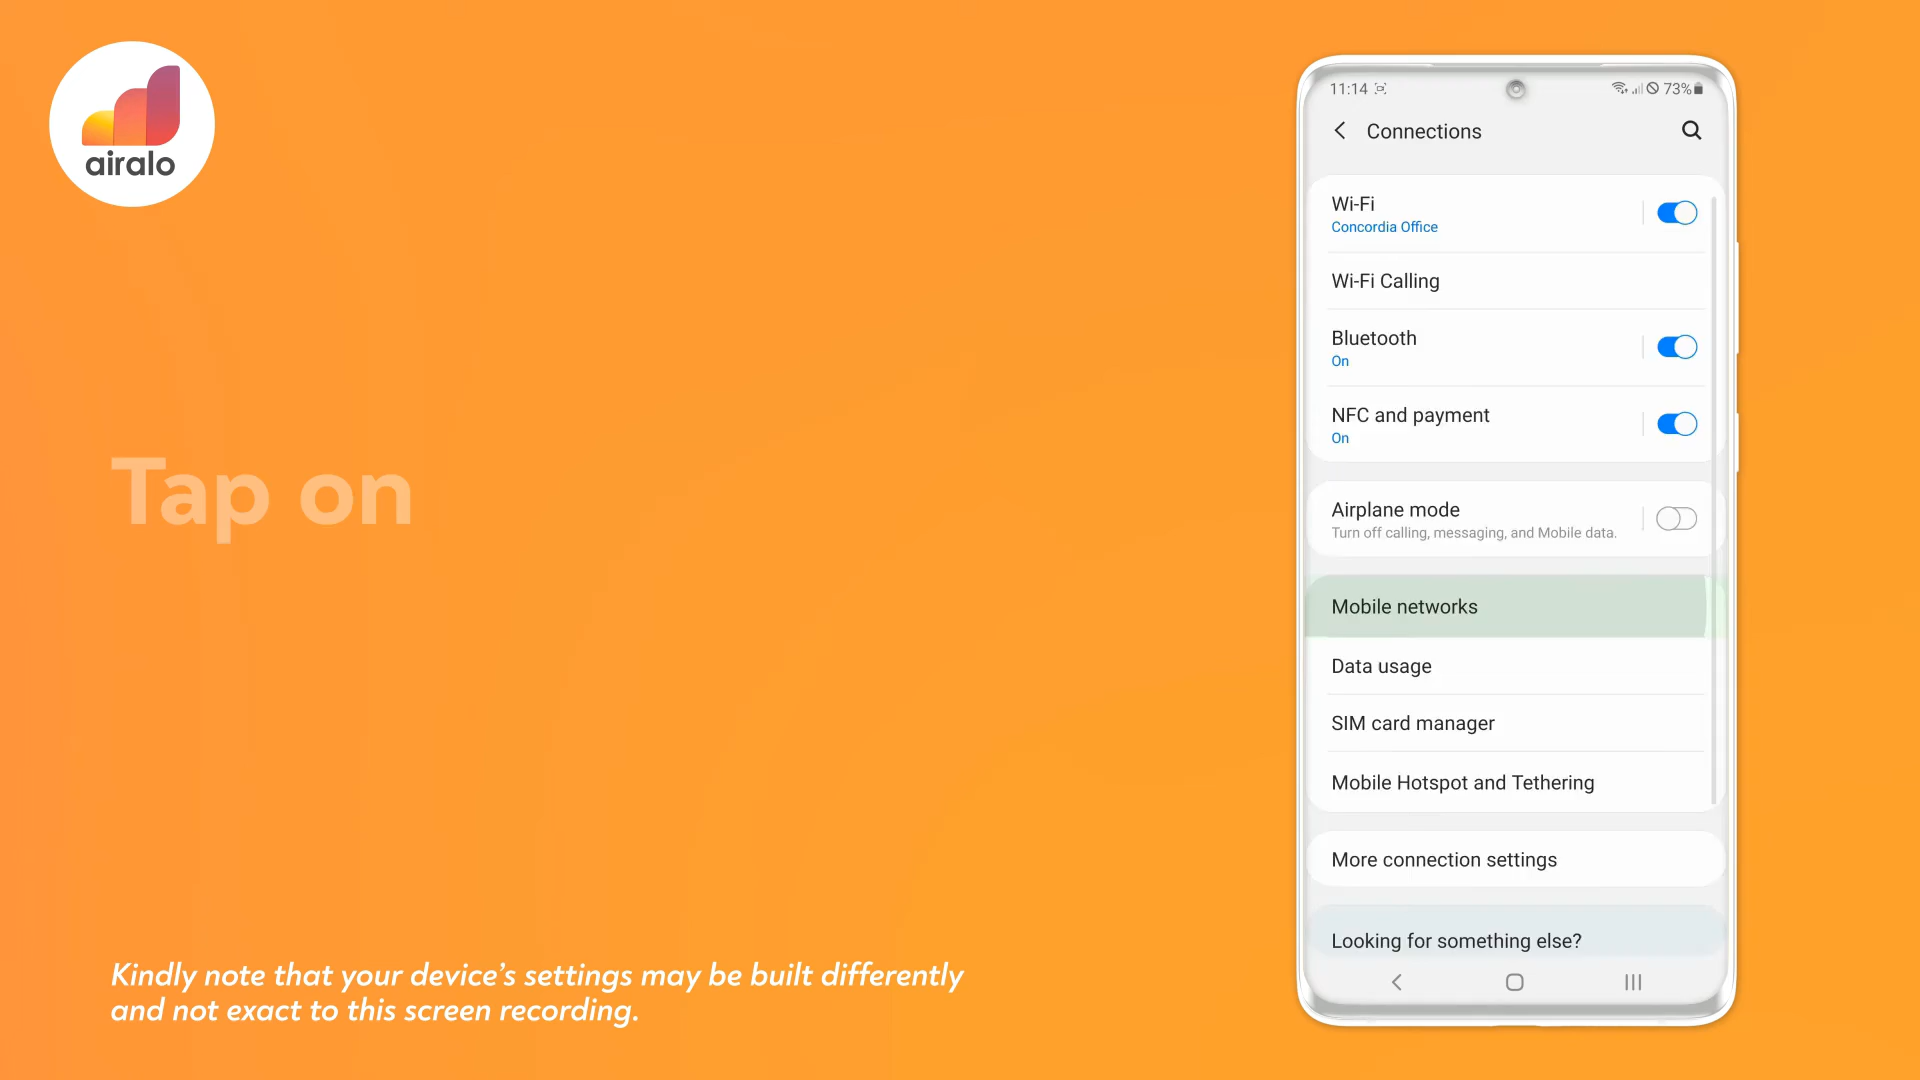 airalo
Tap on
Kindly note that your device's settings may be built differently
and not exact to this screen recording.
11:14
73%
Connections
Wi-Fi
Concordia Office
Wi-Fi Calling
Bluetooth
On
NFC and payment
On
Airplane mode
Turn off calling, messaging, and Mobile data.
Mobile networks
Data usage
SIM card manager
Mobile Hotspot and Tethering
More connection settings
Looking for something else?